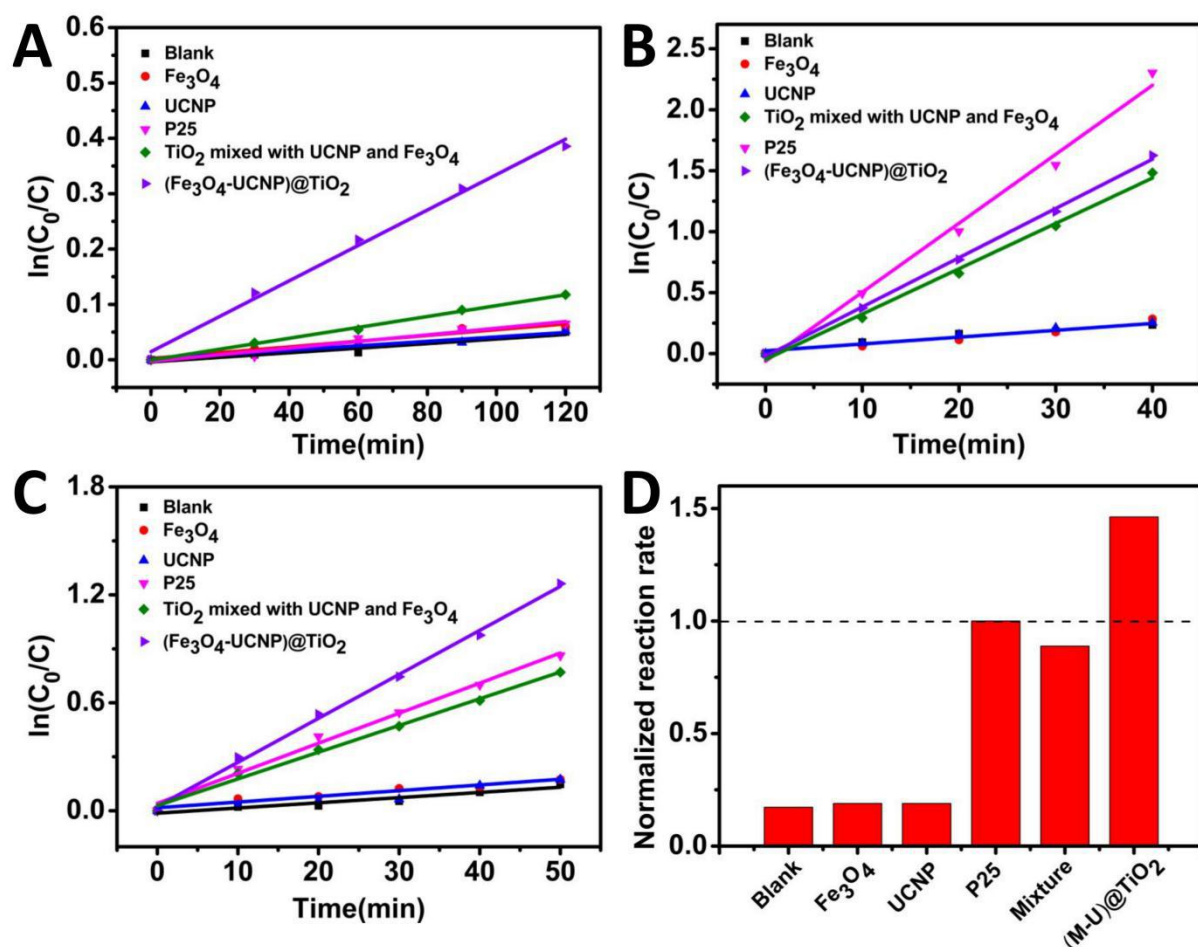 A
0.6
0.5
0.4
0.3
0.2
0.1
0.0
ln(C₀/C)
Blank
Fe₃O₄
UCNP
P25
TiO₂ mixed with UCNP and Fe₃O₄
(Fe₃O₄-UCNP)@TiO₂
0 20 40 60 80 100 120
Time(min)
B
2.5
2.0
1.5
1.0
0.5
0.0
ln(C₀/C)
Blank
Fe₃O₄
UCNP
TiO₂ mixed with UCNP and Fe₃O₄
P25
(Fe₃O₄-UCNP)@TiO₂
0 10 20 30 40
Time(min)
C
1.8
1.2
0.6
0.0
ln(C₀/C)
Blank
Fe₃O₄
UCNP
P25
TiO₂ mixed with UCNP and Fe₃O₄
(Fe₃O₄-UCNP)@TiO₂
0 10 20 30 40 50
Time(min)
D
1.5
1.0
0.5
0.0
Normalized reaction rate
Blank
Fe₃O₄
UCNP
P25
Mixture
(M-U)@TiO₂